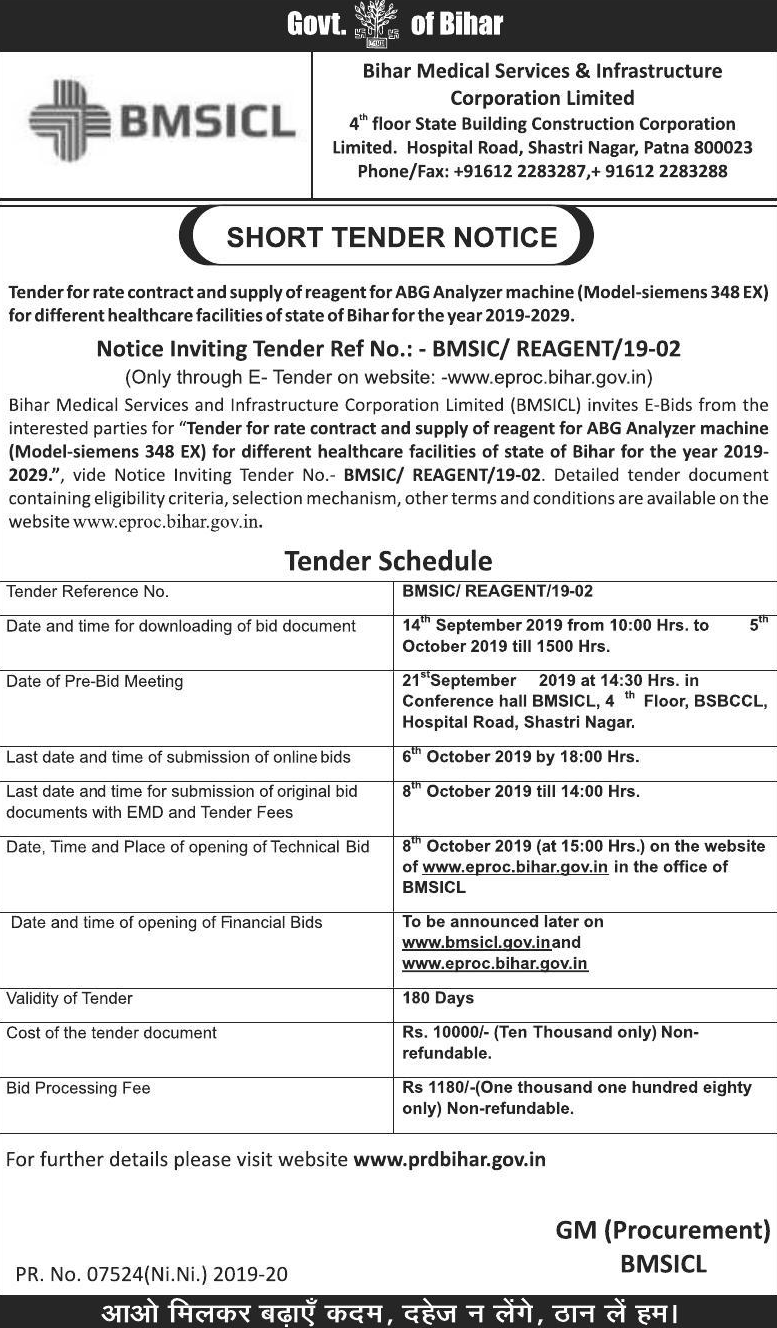 Govt. of Bihar
BMSICL
Bihar Medical Services & Infrastructure
Corporation Limited
4th floor State Building Construction Corporation
Limited. Hospital Road, Shastri Nagar, Patna 800023
Phone/Fax: +91612 2283287,+ 91612 2283288
SHORT TENDER NOTICE
Tender for rate contract and supply of reagent for ABG Analyzer machine (Model-siemens 348 EX)
for different healthcare facilities of state of Bihar for the year 2019-2029.
Notice Inviting Tender Ref No.: - BMSIC/ REAGENT/19-02
(Only through E- Tender on website: -www.eproc.bihar.gov.in)
Bihar Medical Services and Infrastructure Corporation Limited (BMSICL) invites E-Bids from the
interested parties for “Tender for rate contract and supply of reagent for ABG Analyzer machine
(Model-siemens 348 EX) for different healthcare facilities of state of Bihar for the year 2019-
2029.”, vide Notice Inviting Tender No.- BMSIC/ REAGENT/19-02. Detailed tender document
containing eligibility criteria, selection mechanism, other terms and conditions are available on the
website www.eproc.bihar.gov.in.
Tender Schedule
Tender Reference No.
BMSIC/ REAGENT/19-02
Date and time for downloading of bid document
14th September 2019 from 10:00 Hrs. to 5th
October 2019 till 1500 Hrs.
Date of Pre-Bid Meeting
21stSeptember 2019 at 14:30 Hrs. in
Conference hall BMSICL, 4 th Floor, BSBCCL,
Hospital Road, Shastri Nagar.
Last date and time of submission of online bids
6th October 2019 by 18:00 Hrs.
Last date and time for submission of original bid
documents with EMD and Tender Fees
8th October 2019 till 14:00 Hrs.
Date, Time and Place of opening of Technical Bid
8th October 2019 (at 15:00 Hrs.) on the website
of www.eproc.bihar.gov.in in the office of
BMSICL
Date and time of opening of Financial Bids
To be announced later on
www.bmsicl.gov.inand
www.eproc.bihar.gov.in
Validity of Tender
180 Days
Cost of the tender document
Rs. 10000/- (Ten Thousand only) Non-
refundable.
Bid Processing Fee
Rs 1180/-(One thousand one hundred eighty
only) Non-refundable.
For further details please visit website www.prdbihar.gov.in
GM (Procurement)
BMSICL
PR. No. 07524(Ni.Ni.) 2019-20
आओ मिलकर बढ़ाएँ कदम, दहेज न लेंगे, ठान लें हम।